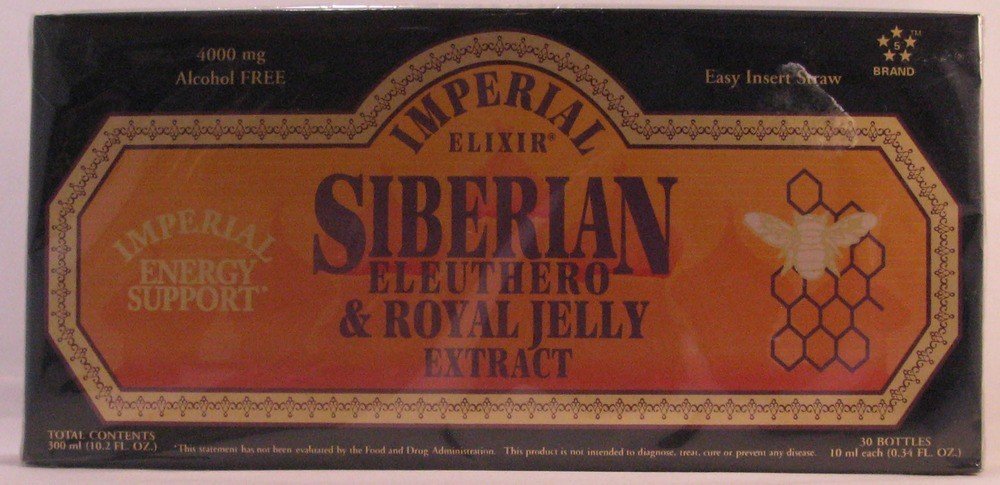 4000 mg
Alcohol FREE
Easy Insert Straw
5
TM
BRAND
IMPERIAL
ELIXIR®
SIBERIAN
ELEUTHERO
& ROYAL JELLY
EXTRACT
IMPERIAL
ENERGY
SUPPORT*
TOTAL CONTENTS
300 ml (10.2 FL. OZ.)
*This statement has not been evaluated by the Food and Drug Administration. This product is not intended to diagnose, treat, cure or prevent any disease.
30 BOTTLES
10 ml each (0.34 FL. OZ.)